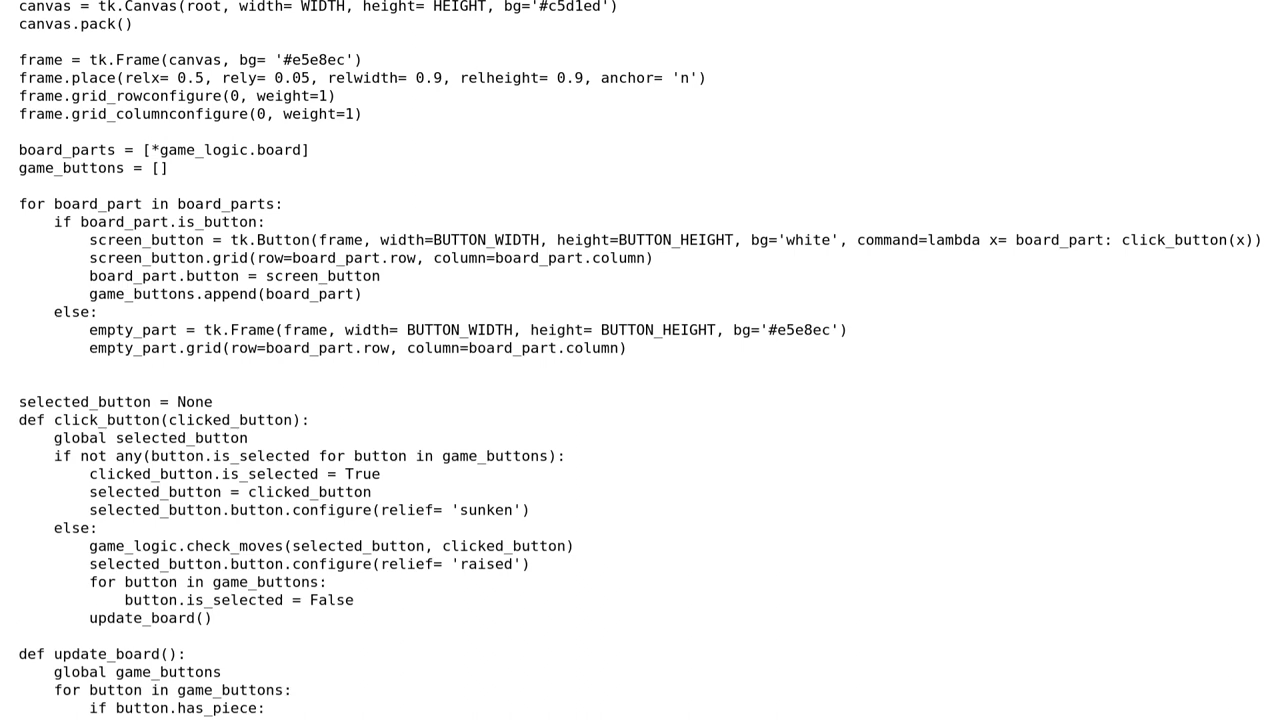 canvas = tk.Canvas(root, width= WIDTH, height= HEIGHT, bg='#c5d1ed')
canvas.pack()

frame = tk.Frame(canvas, bg= '#e5e8ec')
frame.place(relx= 0.5, rely= 0.05, relwidth= 0.9, relheight= 0.9, anchor= 'n')
frame.grid_rowconfigure(0, weight=1)
frame.grid_columnconfigure(0, weight=1)

board_parts = [*game_logic.board]
game_buttons = []

for board_part in board_parts:
    if board_part.is_button:
        screen_button = tk.Button(frame, width=BUTTON_WIDTH, height=BUTTON_HEIGHT, bg='white', command=lambda x= board_part: click_button(x))
        screen_button.grid(row=board_part.row, column=board_part.column)
        board_part.button = screen_button
        game_buttons.append(board_part)
    else:
        empty_part = tk.Frame(frame, width= BUTTON_WIDTH, height= BUTTON_HEIGHT, bg='#e5e8ec')
        empty_part.grid(row=board_part.row, column=board_part.column)


selected_button = None
def click_button(clicked_button):
    global selected_button
    if not any(button.is_selected for button in game_buttons):
        clicked_button.is_selected = True
        selected_button = clicked_button
        selected_button.button.configure(relief= 'sunken')
    else:
        game_logic.check_moves(selected_button, clicked_button)
        selected_button.button.configure(relief= 'raised')
        for button in game_buttons:
            button.is_selected = False
        update_board()

def update_board():
    global game_buttons
    for button in game_buttons:
        if button.has_piece: